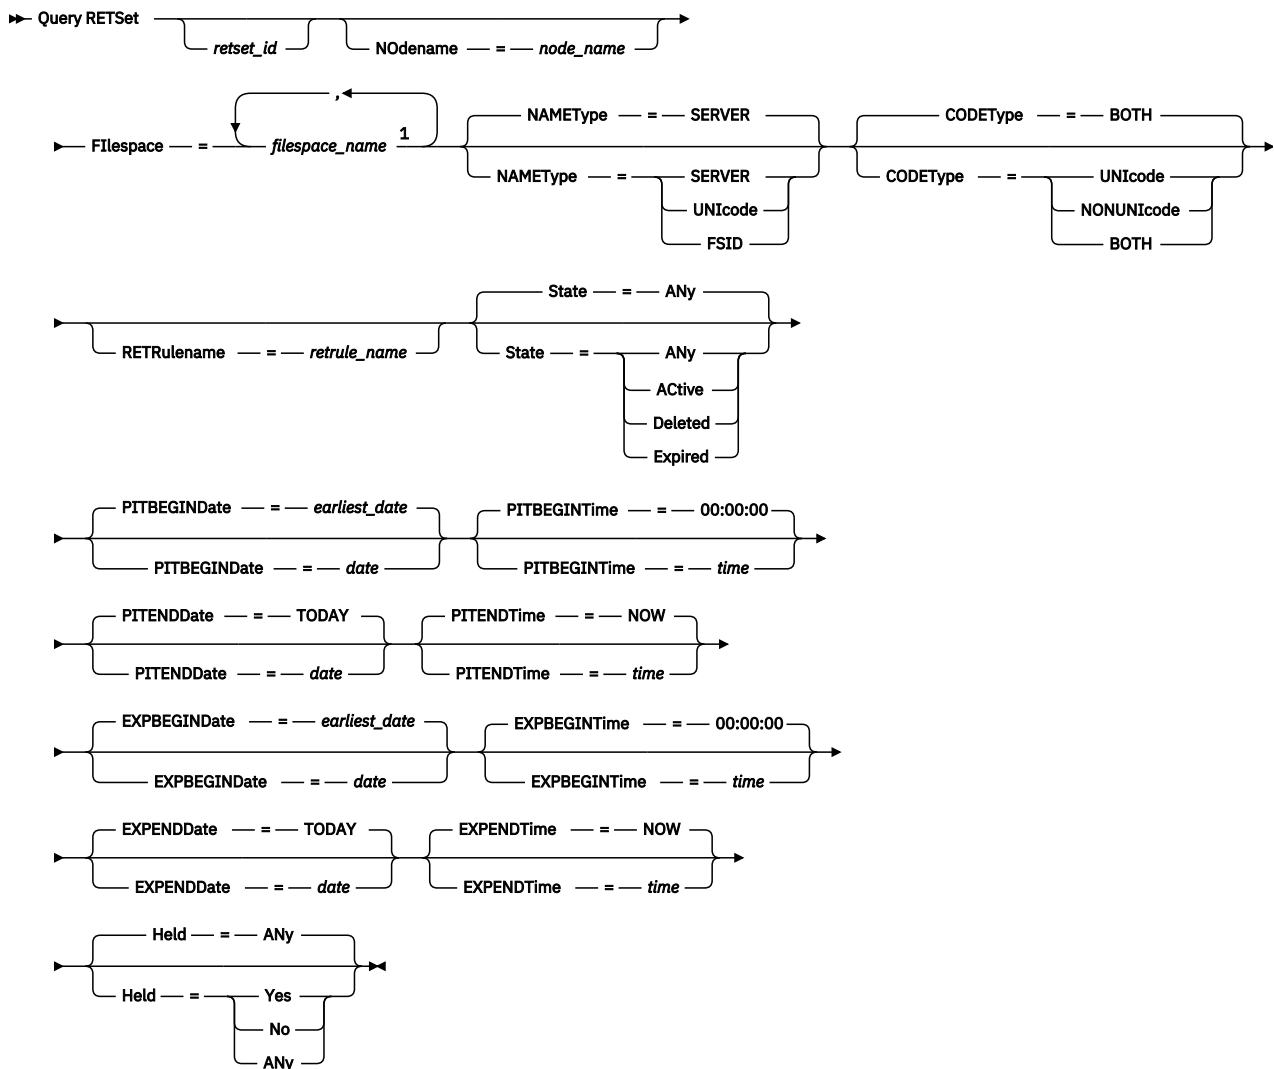 Query RETSet
retset_id NOdename = node_name
,
NAMEType = SERVER CODEType = BOTH
FIlespace = filespace_name 1
NAMEType = SERVER CODEType = UNIcode
UNIcode NONUNIcode
FSID BOTH
State = ANy
RETRulename = retrule_name State = ANy
ACtive
Deleted
Expired
PITBEGINDate = earliest_date PITBEGINTime = 00:00:00
PITBEGINDate = date PITBEGINTime = time
PITENDDate = TODAY PITENDTime = NOW
PITENDDate = date PITENDTime = time
EXPBEGINDate = earliest_date EXPBEGINTime = 00:00:00
EXPBEGINDate = date EXPBEGINTime = time
EXPENDDate = TODAY EXPENDTime = NOW
EXPENDDate = date EXPENDTime = time
Held = ANy
Held = Yes
No
ANy